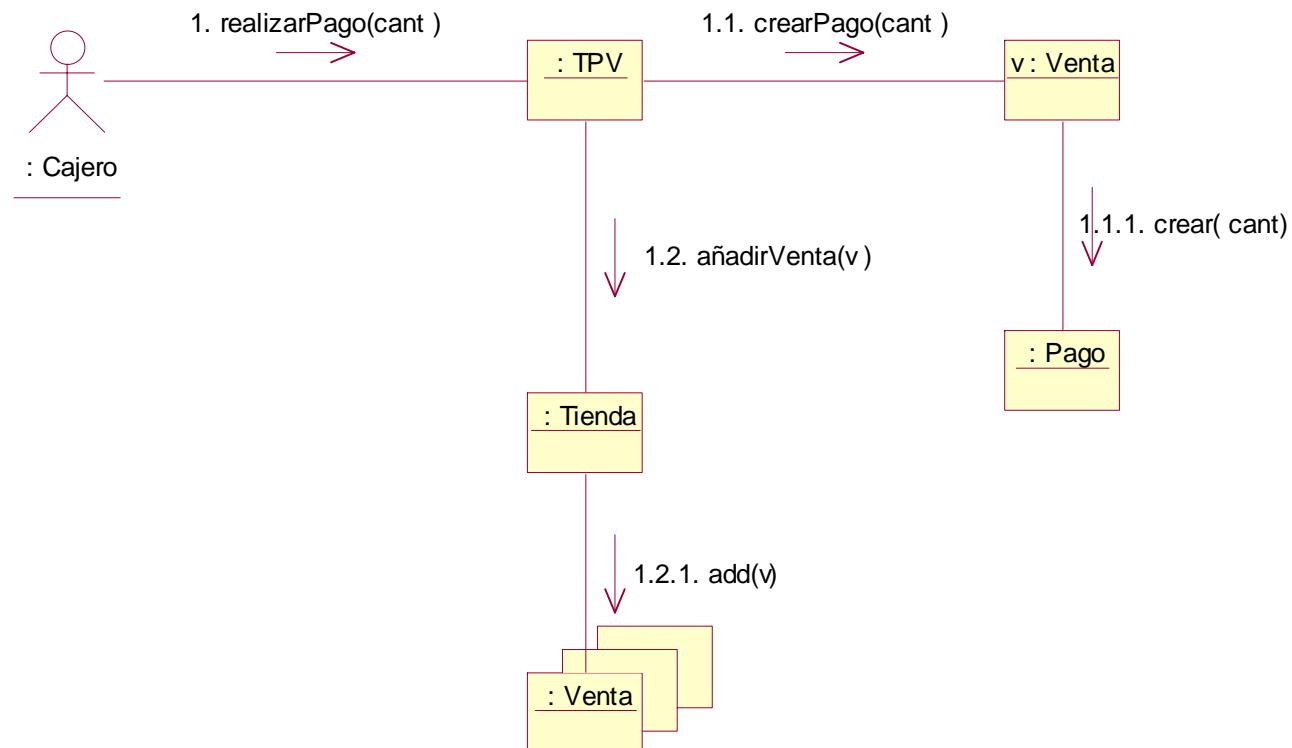 1. realizarPago(cant )
1.1. crearPago(cant )
: TPV
v : Venta
: Cajero
1.1.1. crear( cant)
1.2. añadirVenta(v )
: Pago
: Tienda
1.2.1. add(v)
: Venta